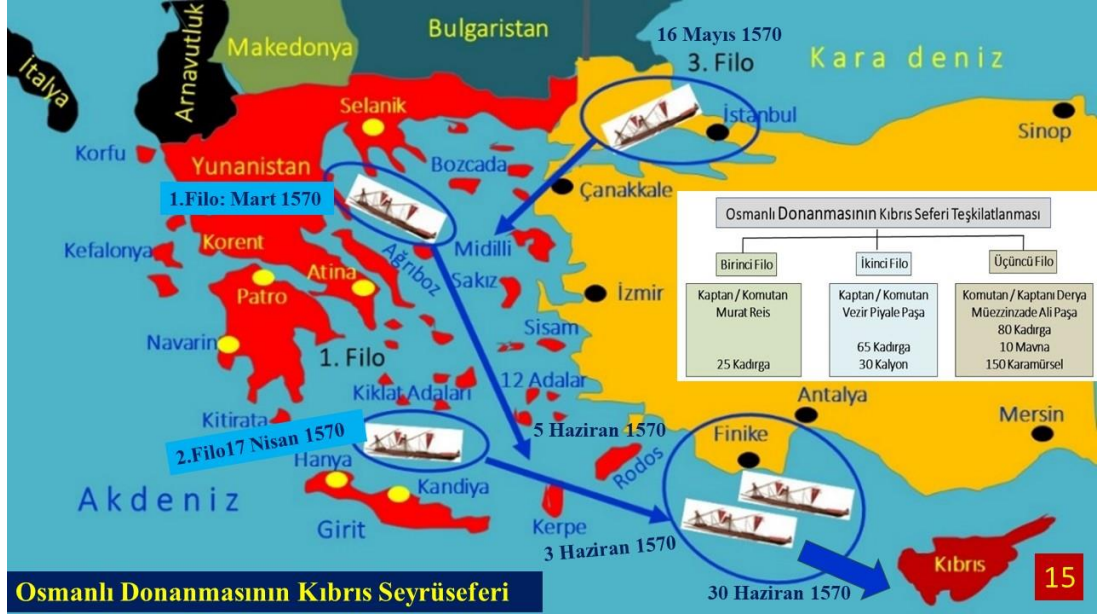 16 Mayıs 1570
Bulgaristan
3. Filo
Kara deniz
Makedonya
Arnavutluk
İtalya
Selanik
İstanbul
Sinop
Korfu
Yunanistan
Bozcada
Çanakkale
1.Filo: Mart 1570
Osmanlı Donanmasının Kıbrıs Seferi Teşkilatlanması
Birinci Filo
İkinci Filo
Üçüncü Filo
Kaptan / Komutan
Murat Reis
25 Kadırga
Kaptan / Komutan
Vezir Piyale Paşa
65 Kadırga
30 Kalyon
Komutan / Kaptanı Derya
Müezzinzade Ali Paşa
80 Kadırga
10 Mavna
150 Karamürsel
Kefalonya
Korent
Ağrıboz
Midilli
Atina
Sakız
Patro
İzmir
Navarin
Sisam
1. Filo
Kiklat Adaları
12 Adalar
Antalya
Kitirata
Mersin
2.Filo17 Nisan 1570
5 Haziran 1570
Finike
Hanya
Rodos
Akdeniz
Kandiya
Girit
Kerpe
3 Haziran 1570
Kıbrıs
15
30 Haziran 1570
Osmanlı Donanmasının Kıbrıs Seyrüseferi